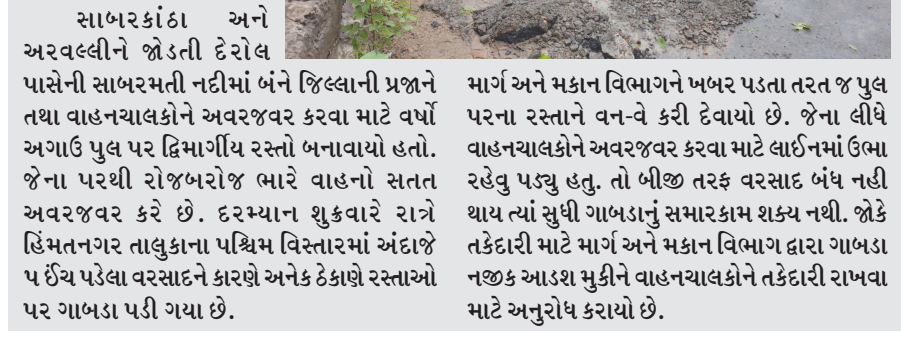 સાબરકાંઠા અને
અરવલ્લીને જોડતી દેરોલ
પાસેની સાબરમતી નદીમાં બંને જિલ્લાની પ્રજાને
તથા વાહનચાલકોને અવરજવર કરવા માટે વર્ષો
અગાઉ પુલ પર દ્વિમાર્ગીય રસ્તો બનાવાયો હતો.
જેના પરથી રોજબરોજ ભારે વાહનો સતત
અવરજવર કરે છે. દરમ્યાન શુક્રવારે રાત્રે
હિંમતનગર તાલુકાના પશ્ચિમ વિસ્તારમાં અંદાજે
૫ ઈંચ પડેલા વરસાદને કારણે અનેક ઠેકાણે રસ્તાઓ
પર ગાબડા પડી ગયા છે.
માર્ગ અને મકાન વિભાગને ખબર પડતા તરત જ પુલ
પરના રસ્તાને વન-વે કરી દેવાયો છે. જેના લીધે
વાહનચાલકોને અવરજવર કરવા માટે લાઈનમાં ઉભા
રહેવુ પડ્યુ હતુ. તો બીજી તરફ વરસાદ બંધ નહી
થાય ત્યાં સુધી ગાબડાનું સમારકામ શક્ય નથી. જોકે
તકેદારી માટે માર્ગ અને મકાન વિભાગ દ્વારા ગાબડા
નજીક આડશ મુકીને વાહનચાલકોને તકેદારી રાખવા
માટે અનુરોધ કરાયો છે.